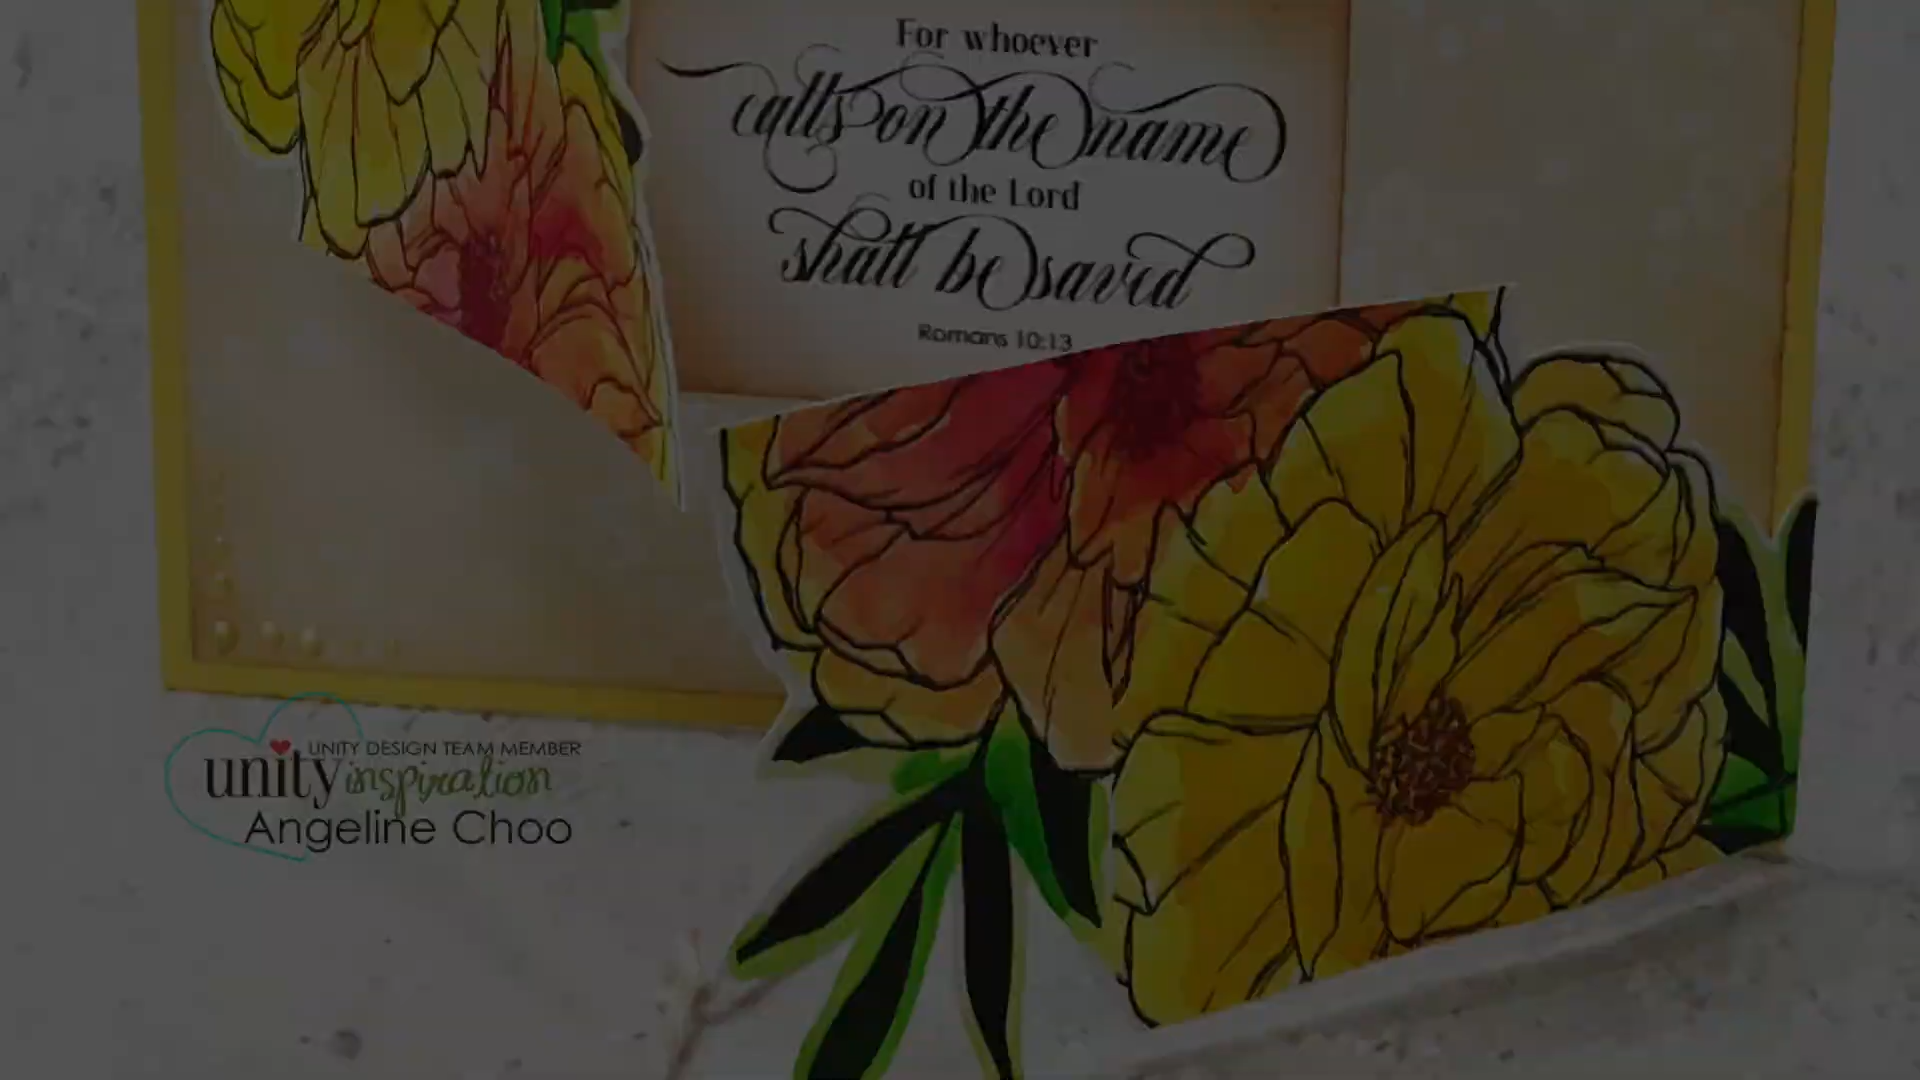 For whoever
calls on the name
of the Lord
shall be saved
Romans 10:13
UNITY DESIGN TEAM MEMBER
unity inspiration
Angeline Choo